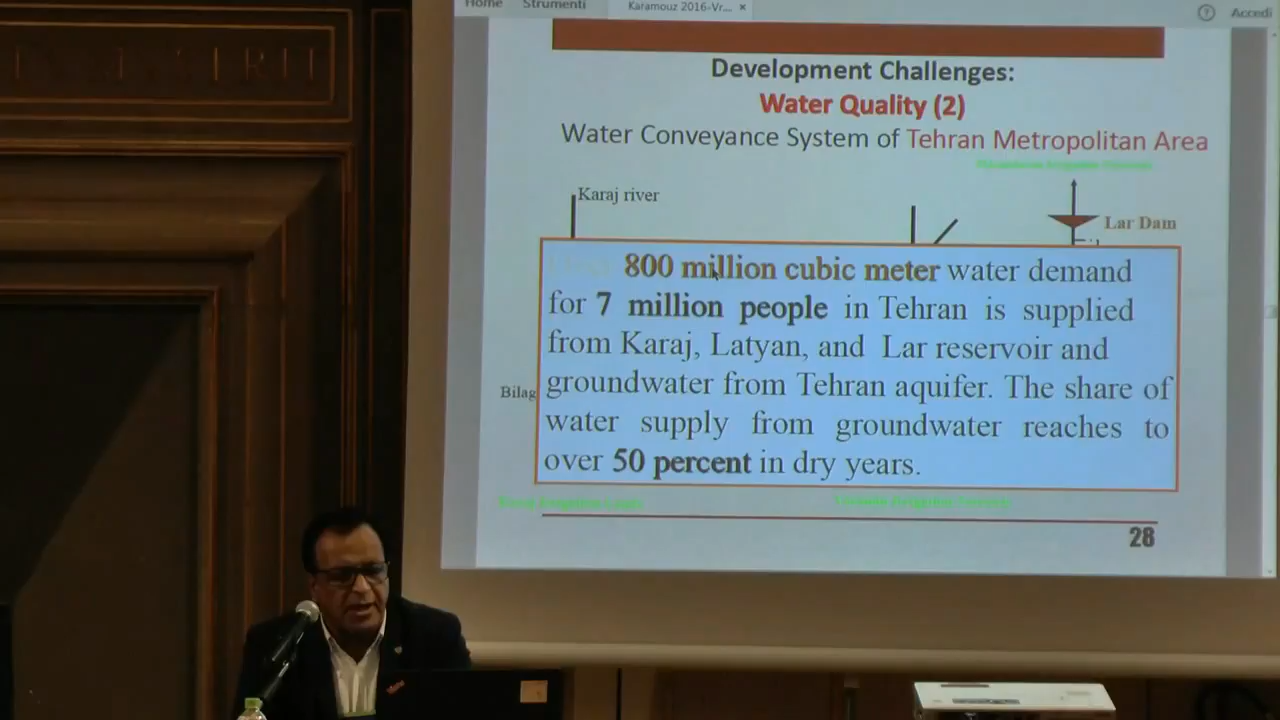 Home Strumenti Karamouz 2016-Vr... × ? Accedi
Development Challenges:
Water Quality (2)
Water Conveyance System of Tehran Metropolitan Area
Karaj river
Lar Dam
800 million cubic meter water demand
for 7 million people in Tehran is supplied
from Karaj, Latyan, and Lar reservoir and
Bilaq
groundwater from Tehran aquifer. The share of
water supply from groundwater reaches to
over 50 percent in dry years.
28